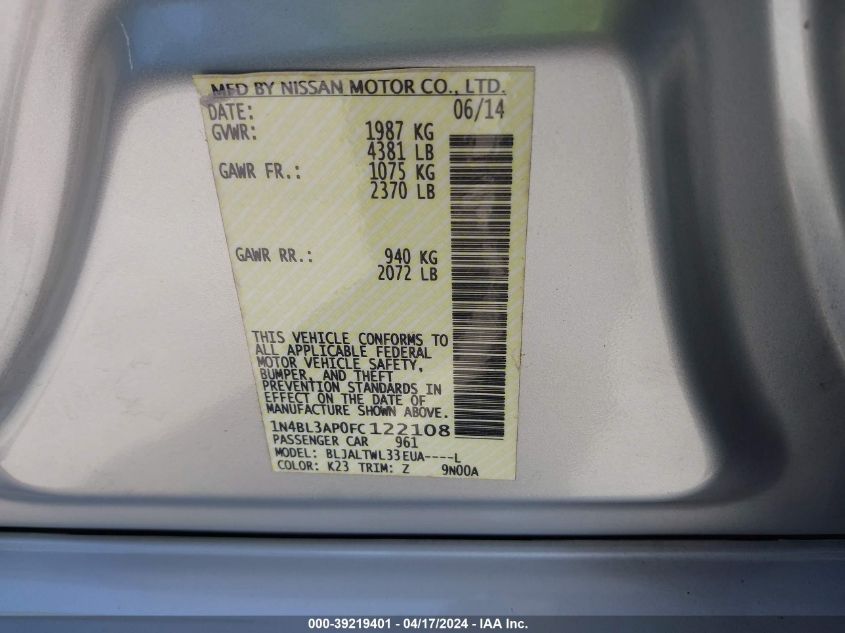 MFD BY NISSAN MOTOR CO., LTD.
DATE: 06/14
GVWR: 1987 KG
4381 LB
GAWR FR.: 1075 KG
2370 LB
GAWR RR.: 940 KG
2072 LB
THIS VEHICLE CONFORMS TO
ALL APPLICABLE FEDERAL
MOTOR VEHICLE SAFETY,
BUMPER, AND THEFT
PREVENTION STANDARDS IN
EFFECT ON THE DATE OF
MANUFACTURE SHOWN ABOVE.
1N4BL3AP0FC122108
PASSENGER CAR 961
MODEL: BLJALTWL33EUA----L
COLOR: K23 TRIM: Z 9N00A
000-39219401 - 04/17/2024 - IAA Inc.